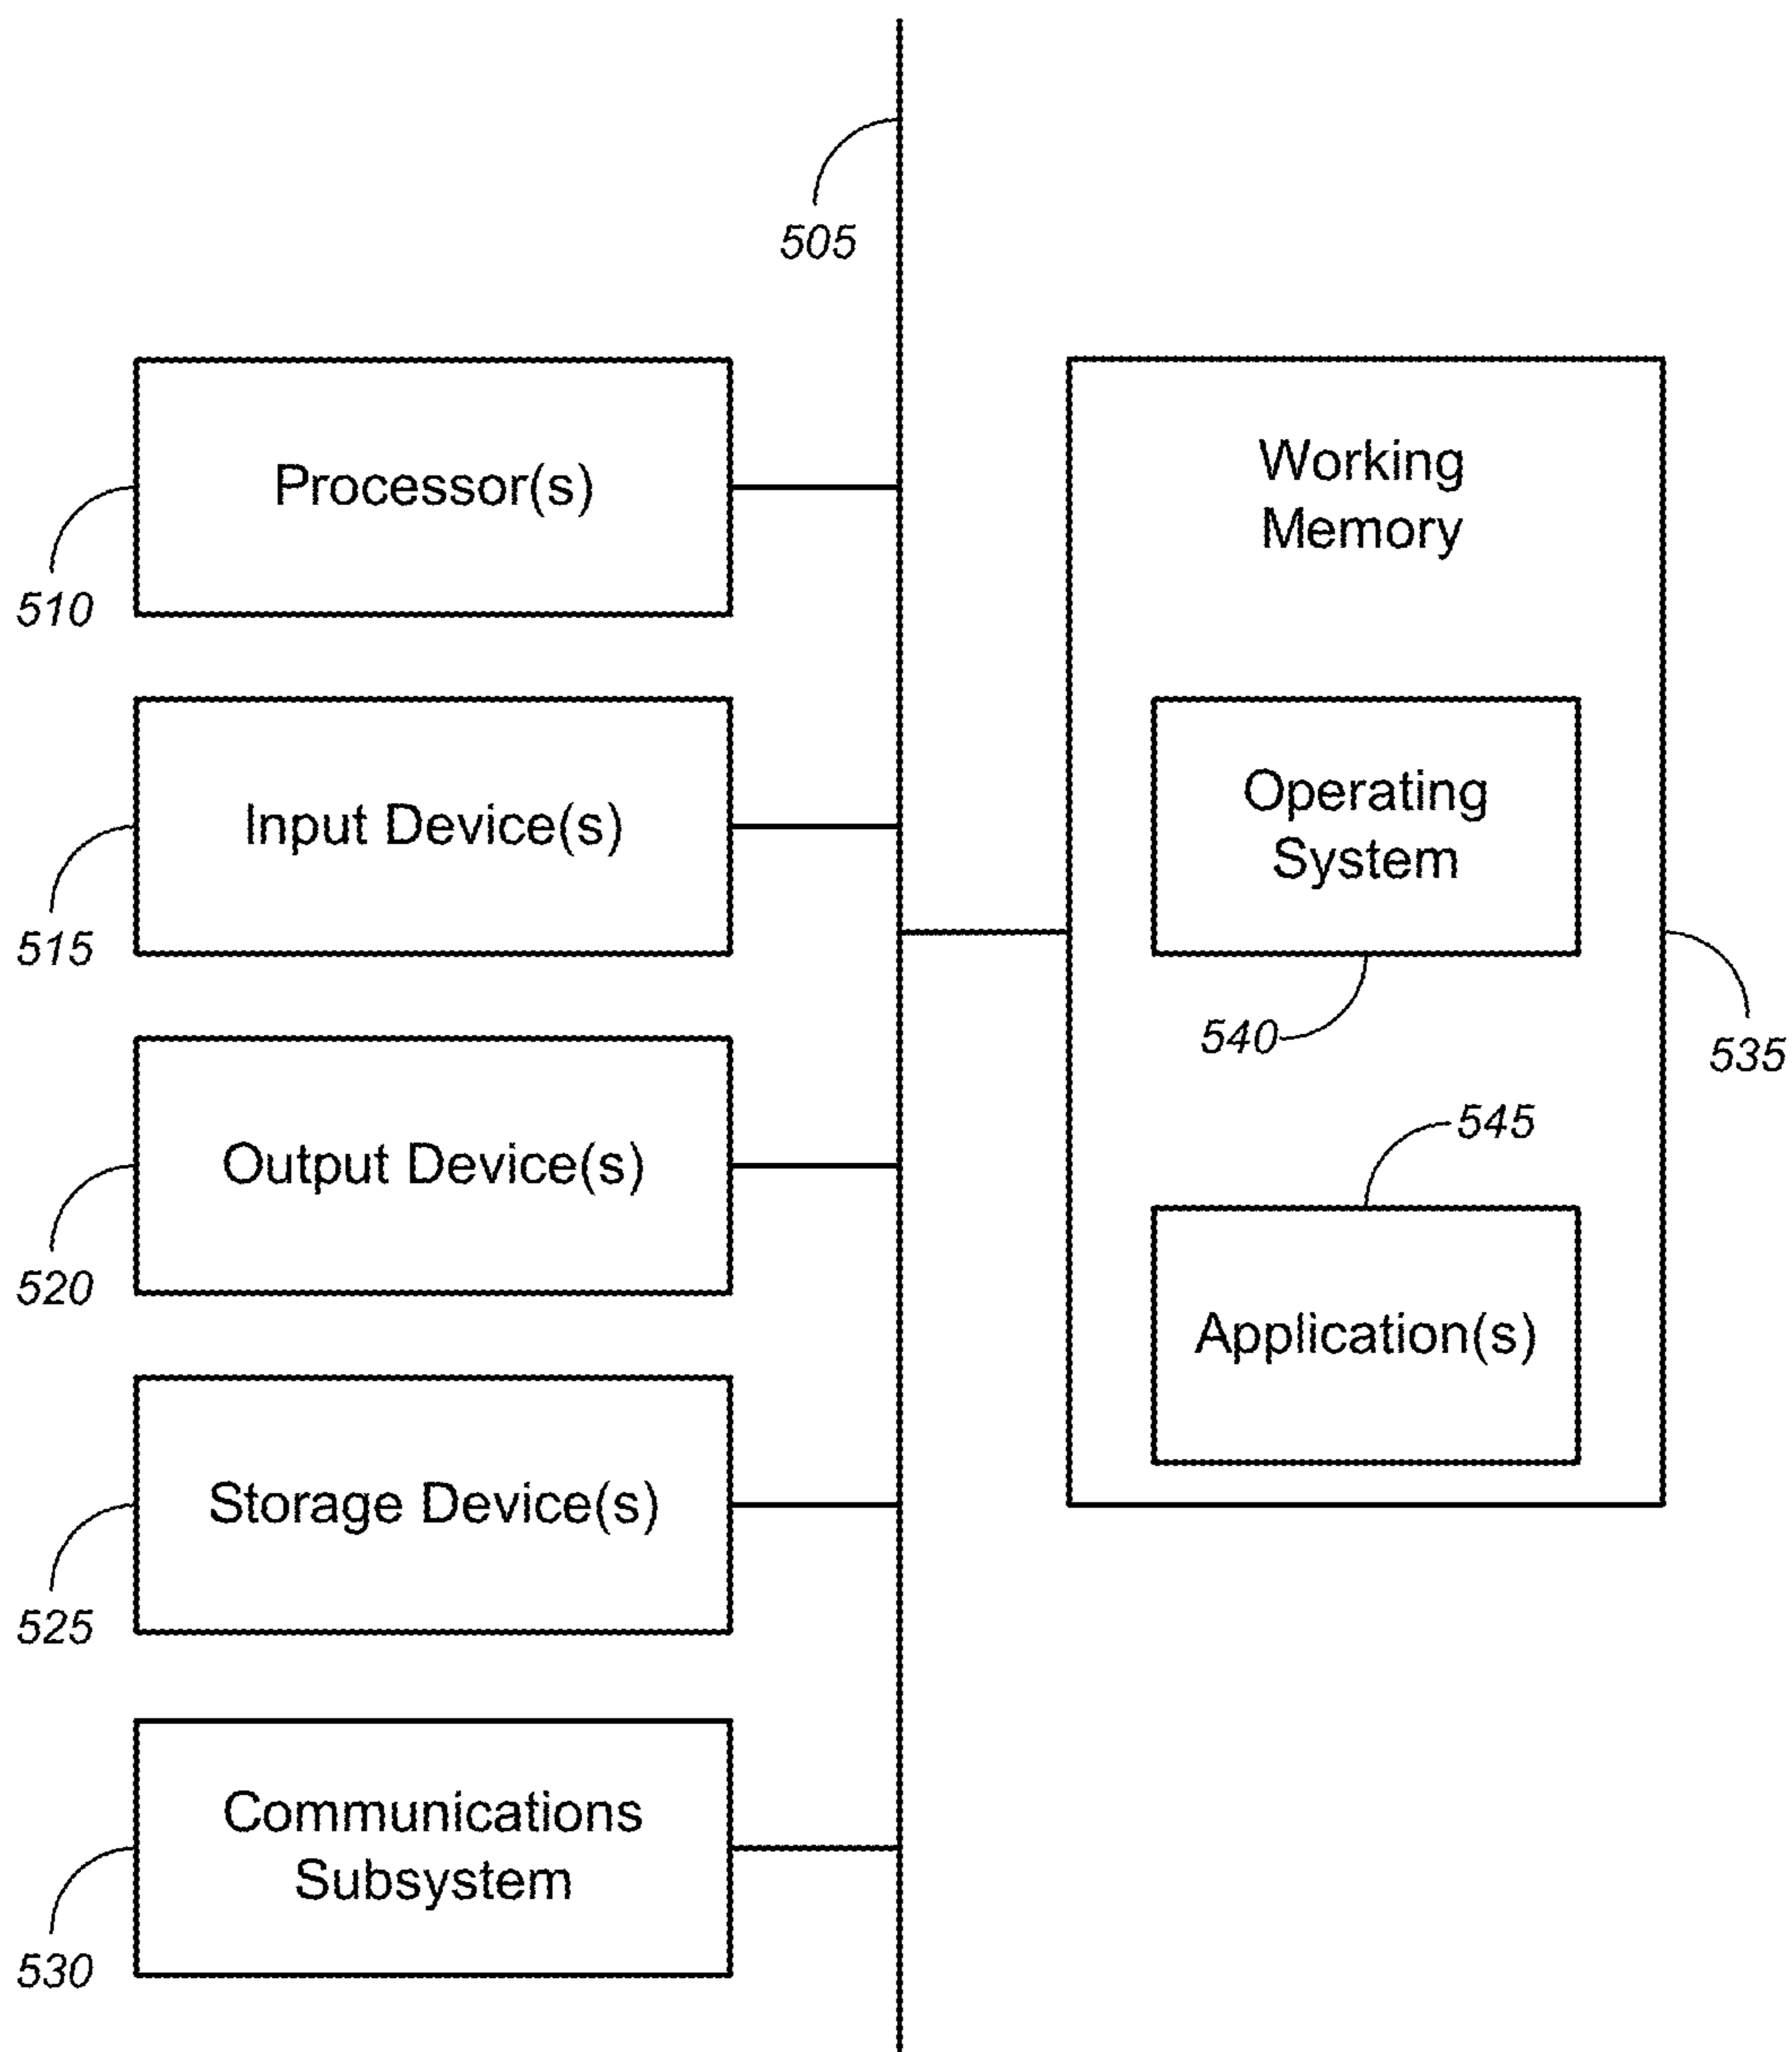 505
Processor(s)
510
Input Device(s)
515
Output Device(s)
520
Storage Device(s)
525
Communications
Subsystem
530
Working
Memory
Operating
System
540
535
545
Application(s)